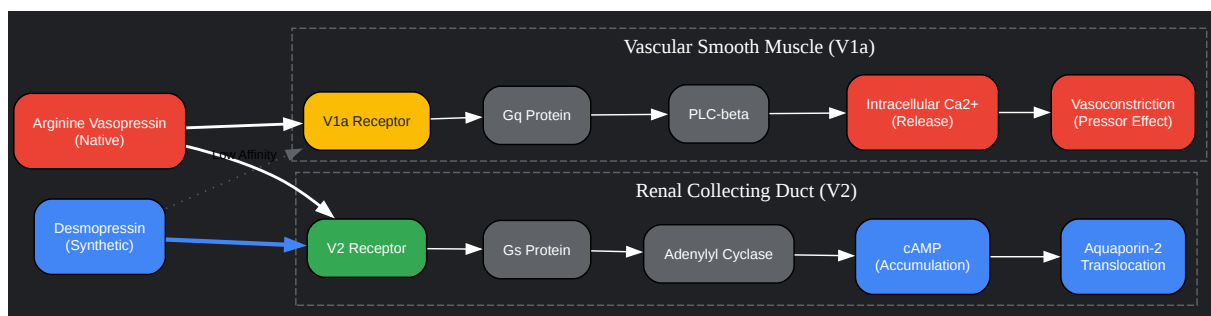 Vascular Smooth Muscle (V1a)
Arginine Vasopressin
(Native)
V1a Receptor
Gq Protein
PLC-beta
Intracellular Ca2+
(Release)
Vasoconstriction
(Pressor Effect)
Low Affinity
Renal Collecting Duct (V2)
Desmopressin
(Synthetic)
V2 Receptor
Gs Protein
Adenylyl Cyclase
cAMP
(Accumulation)
Aquaporin-2
Translocation